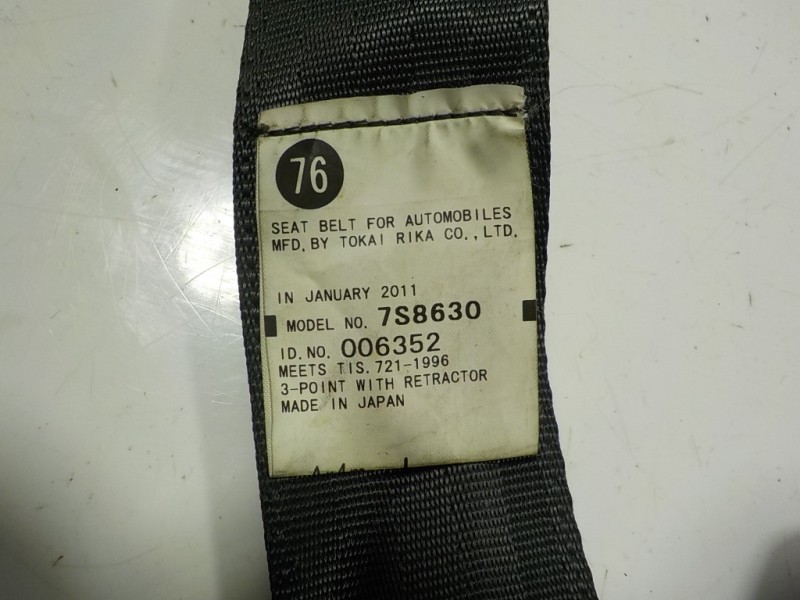 76
SEAT BELT FOR AUTOMOBILES
MFD. BY TOKAI RIKA CO., LTD.
IN JANUARY 2011
MODEL NO. 7S8630
ID. NO. 006352
MEETS TIS. 721-1996
3-POINT WITH RETRACTOR
MADE IN JAPAN